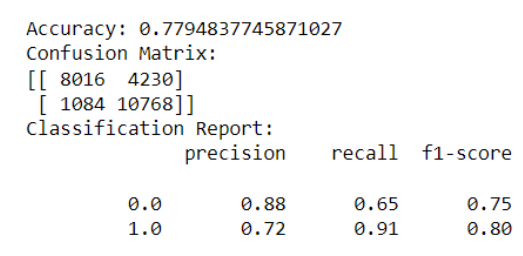 Accuracy: 0.7794837745871027
Confusion Matrix:
[[ 8016  4230]
 [ 1084 10768]]
Classification Report:
precision    recall  f1-score
0.0       0.88      0.65      0.75
1.0       0.72      0.91      0.80